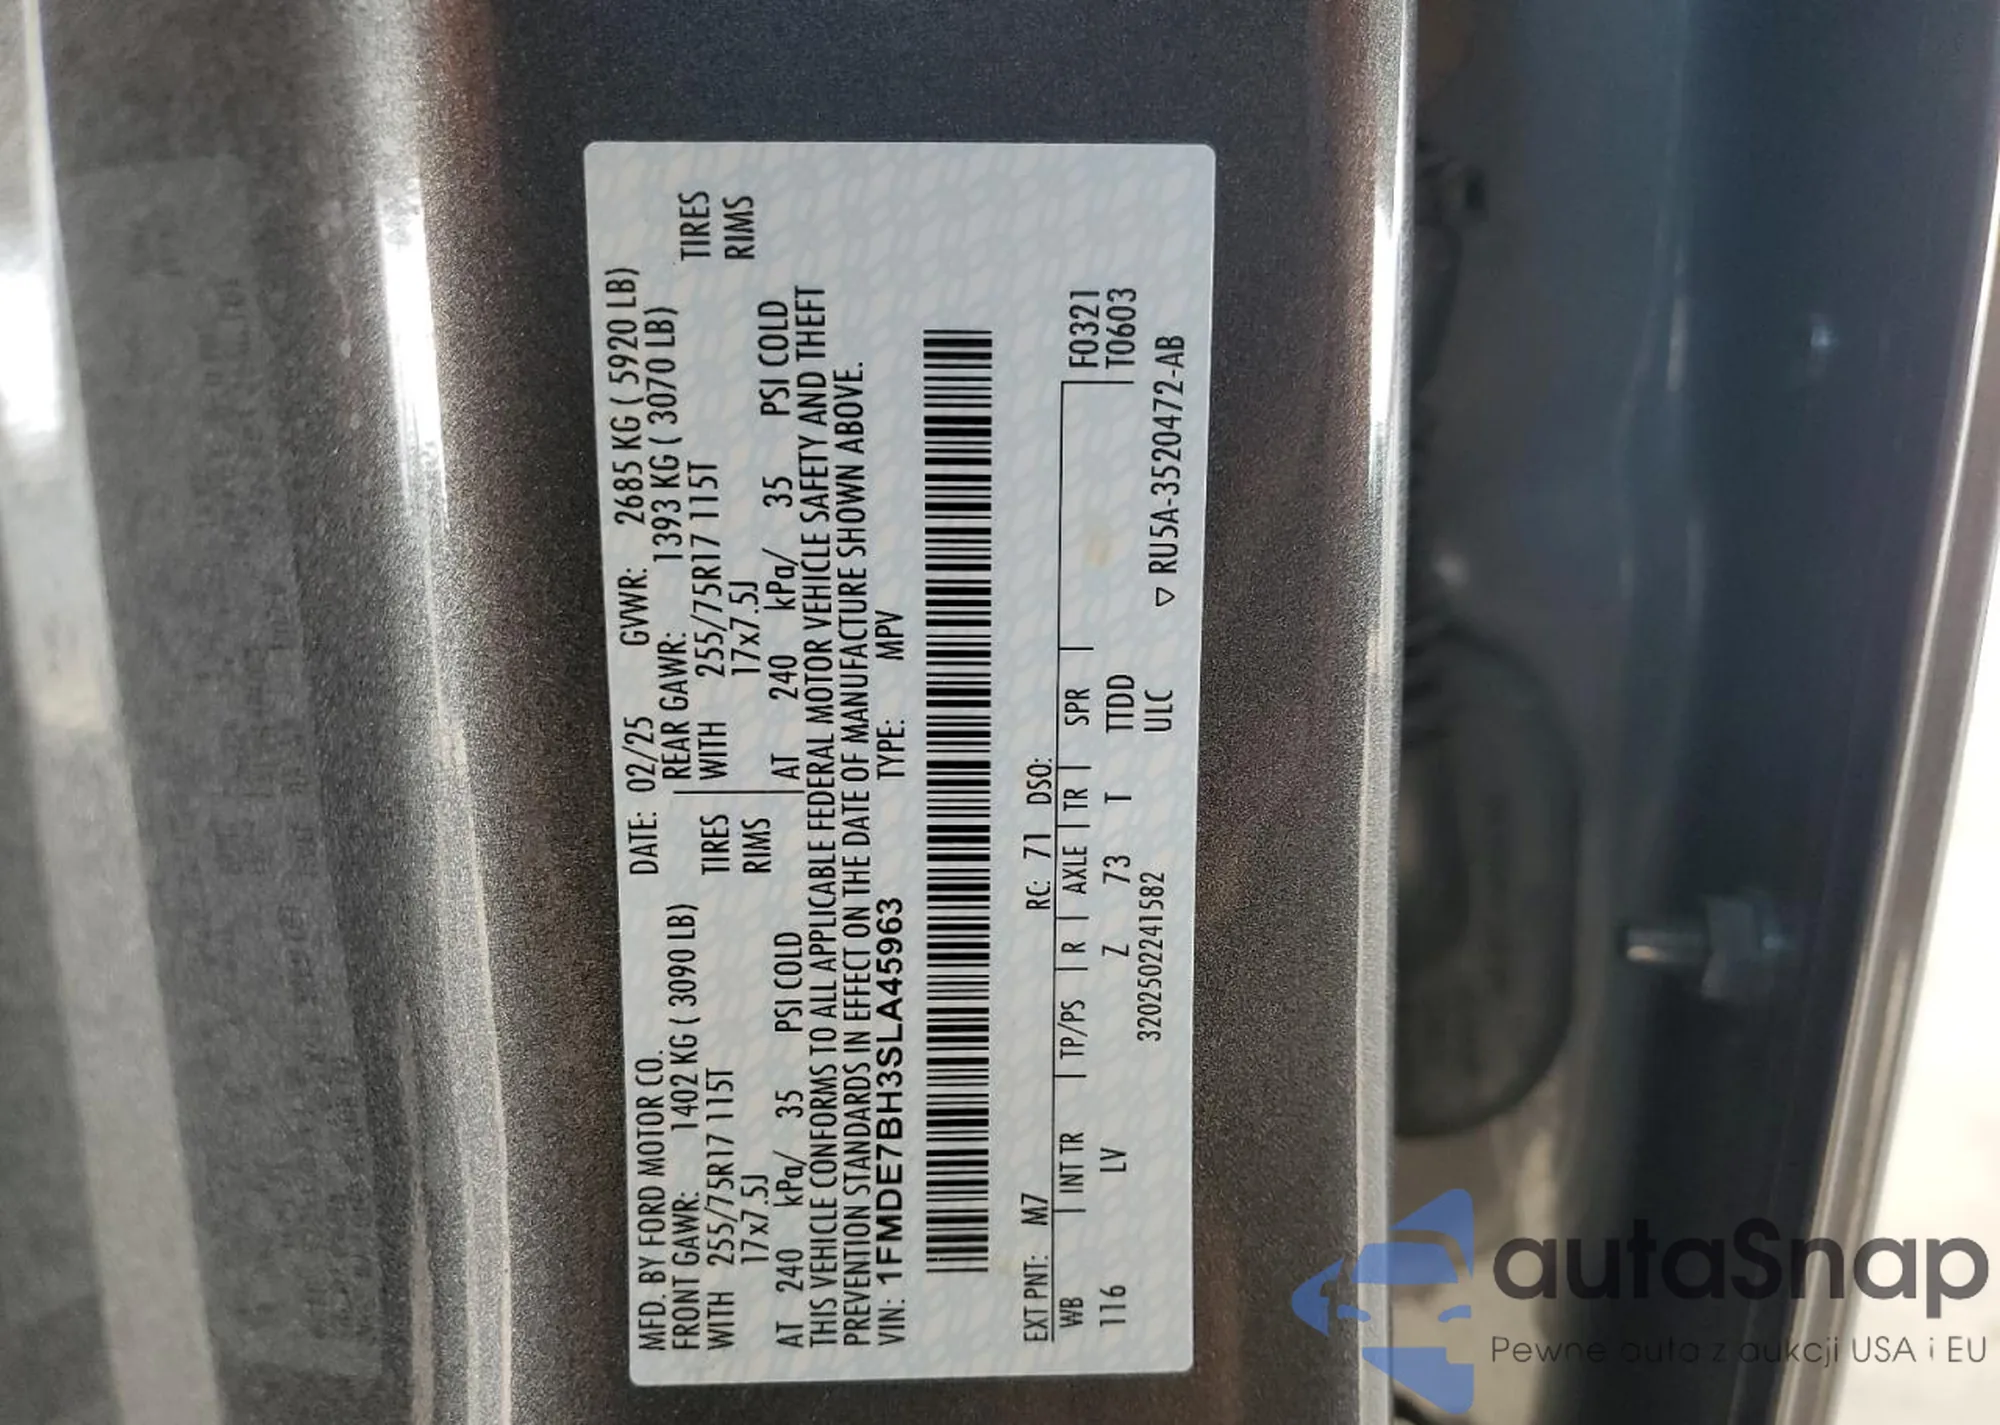 MFD. BY FORD MOTOR CO. DATE: 02/25 GVWR: 2685 KG ( 5920 LB)
FRONT GAWR: 1402 KG ( 3090 LB) REAR GAWR: 1393 KG ( 3070 LB)
WITH 255/75R17 115T TIRES WITH 255/75R17 115T TIRES
17x7.5J RIMS 17x7.5J RIMS
AT 240 kPa/ 35 PSI COLD AT 240 kPa/ 35 PSI COLD
THIS VEHICLE CONFORMS TO ALL APPLICABLE FEDERAL MOTOR VEHICLE SAFETY AND THEFT
PREVENTION STANDARDS IN EFFECT ON THE DATE OF MANUFACTURE SHOWN ABOVE.
VIN: 1FMDE7BH3SLA45963 TYPE: MPV
EXT PNT: M7 RC: 71 DSO:
WB INT TR TP/PS R AXLE TR SPR F0321
116 LV Z 73 T TTDD T0603
320250224158​2 ULC ▽ RU5A-3520472-AB
autaSnap
Pewne auta z aukcji USA i EU